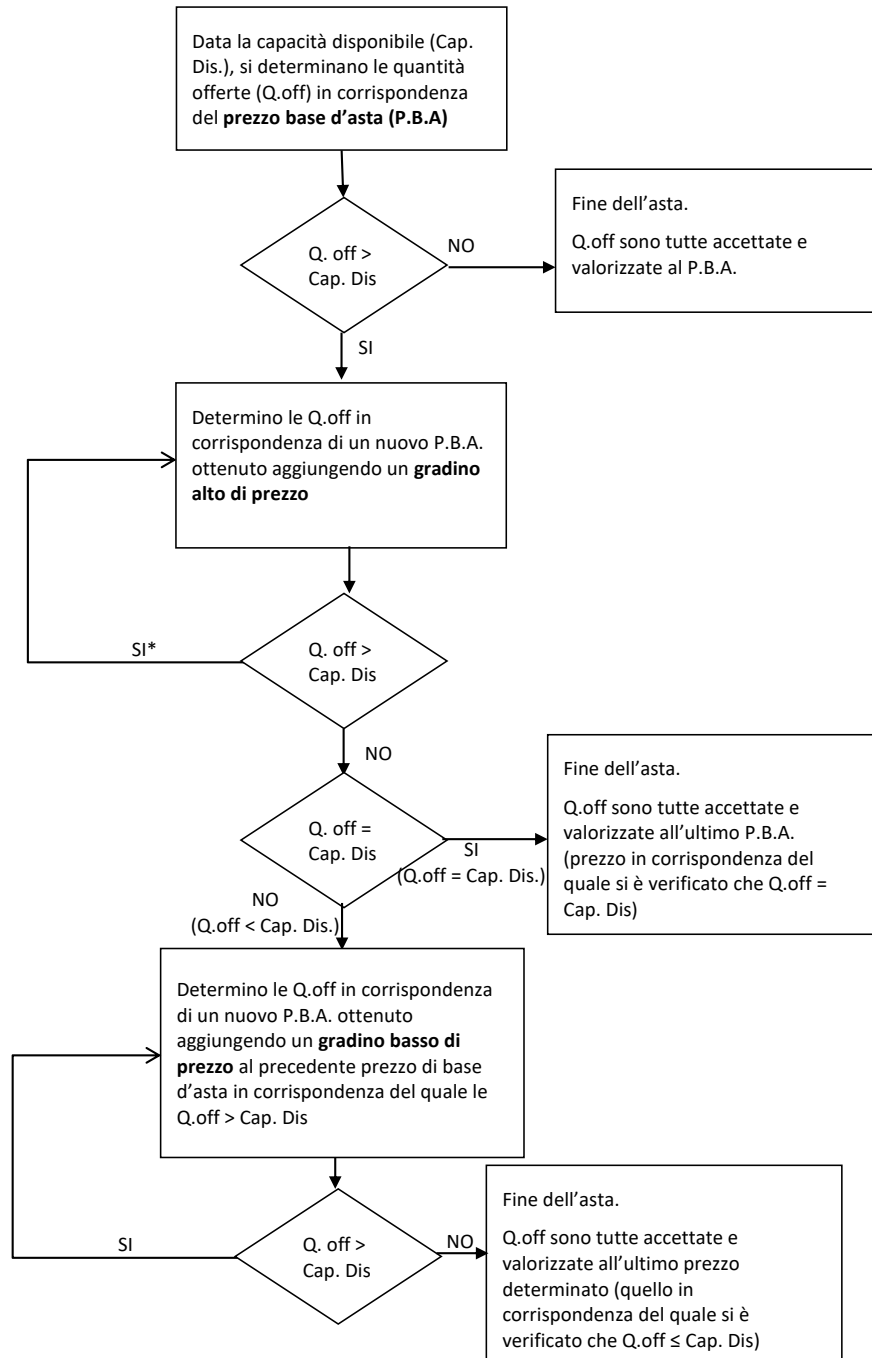 Data la capacità disponibile (Cap.
Dis.), si determinano le quantità
offerte (Q.off) in corrispondenza
del prezzo base d’asta (P.B.A)
Q. off >
Cap. Dis
NO
Fine dell’asta.
Q.off sono tutte accettate e
valorizzate al P.B.A.
SI
Determino le Q.off in
corrispondenza di un nuovo P.B.A.
ottenuto aggiungendo un gradino
alto di prezzo
Q. off >
Cap. Dis
SI*
NO
Q. off =
Cap. Dis
SI
(Q.off = Cap. Dis.)
Fine dell’asta.
Q.off sono tutte accettate e
valorizzate all’ultimo P.B.A.
(prezzo in corrispondenza del
quale si è verificato che Q.off =
Cap. Dis)
NO
(Q.off < Cap. Dis.)
Determino le Q.off in corrispondenza
di un nuovo P.B.A. ottenuto
aggiungendo un gradino basso di
prezzo al precedente prezzo di base
d’asta in corrispondenza del quale le
Q.off > Cap. Dis
Q. off >
Cap. Dis
SI
NO
Fine dell’asta.
Q.off sono tutte accettate e
valorizzate all’ultimo prezzo
determinato (quello in
corrispondenza del quale si è
verificato che Q.off ≤ Cap. Dis)